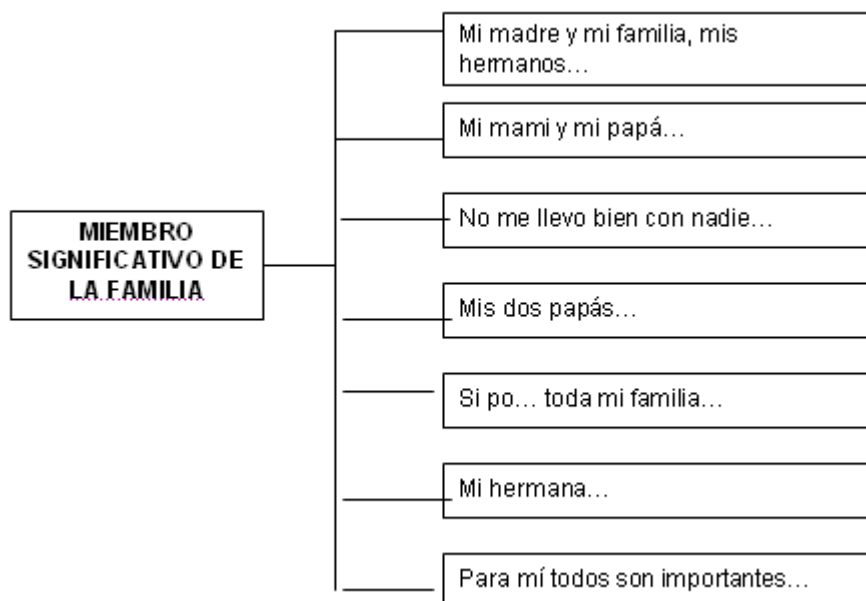 MIEMBRO
SIGNIFICATIVO DE
LA FAMILIA
Mi madre y mi familia, mis
hermanos…
Mi mami y mi papá…
No me llevo bien con nadie…
Mis dos papás…
Si po… toda mi familia…
Mi hermana…
Para mí todos son importantes…